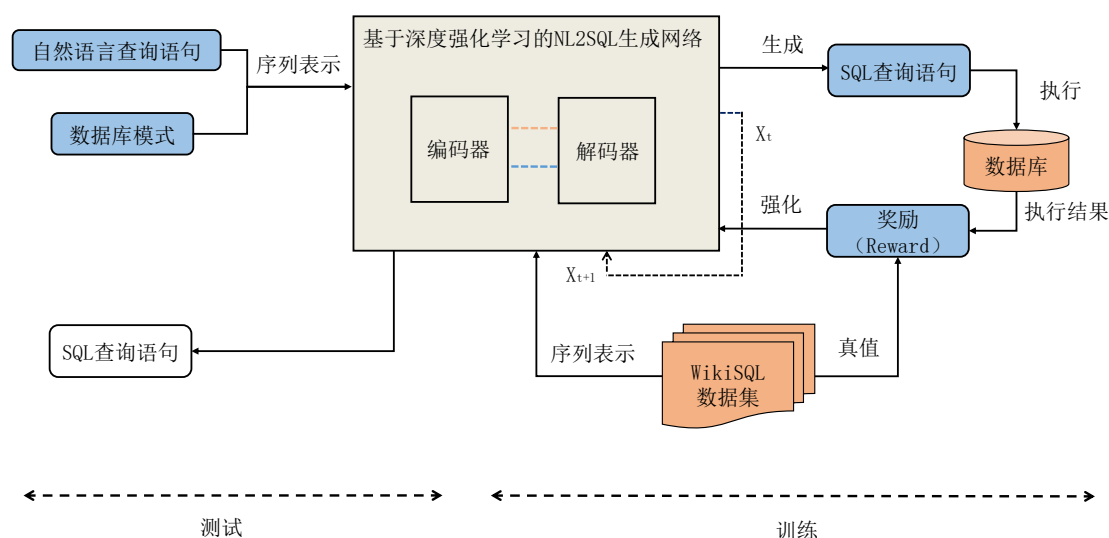 基于深度强化学习的NL2SQL生成网络
自然语言查询语句
序列表示
数据库模式
编码器
解码器
生成
SQL查询语句
执行
Xt
数据库
执行结果
强化
奖励
(Reward)
Xt+1
SQL查询语句
序列表示
WikiSQL
数据集
真值
测试
训练